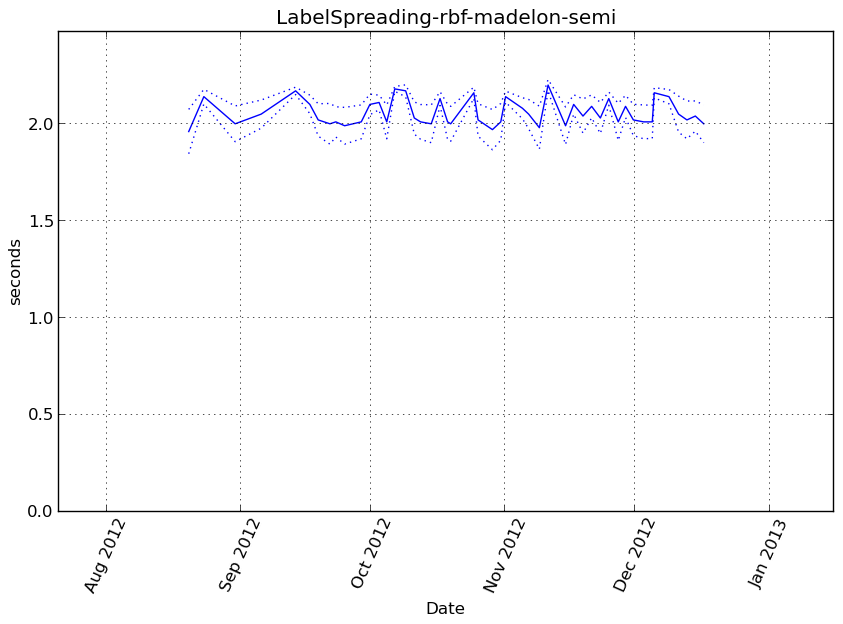 LabelSpreading-rbf-madelon-semi
2.0
1.5
1.0
0.5
0.0
seconds
Aug 2012
Sep 2012
Oct 2012
Nov 2012
Dec 2012
Jan 2013
Date